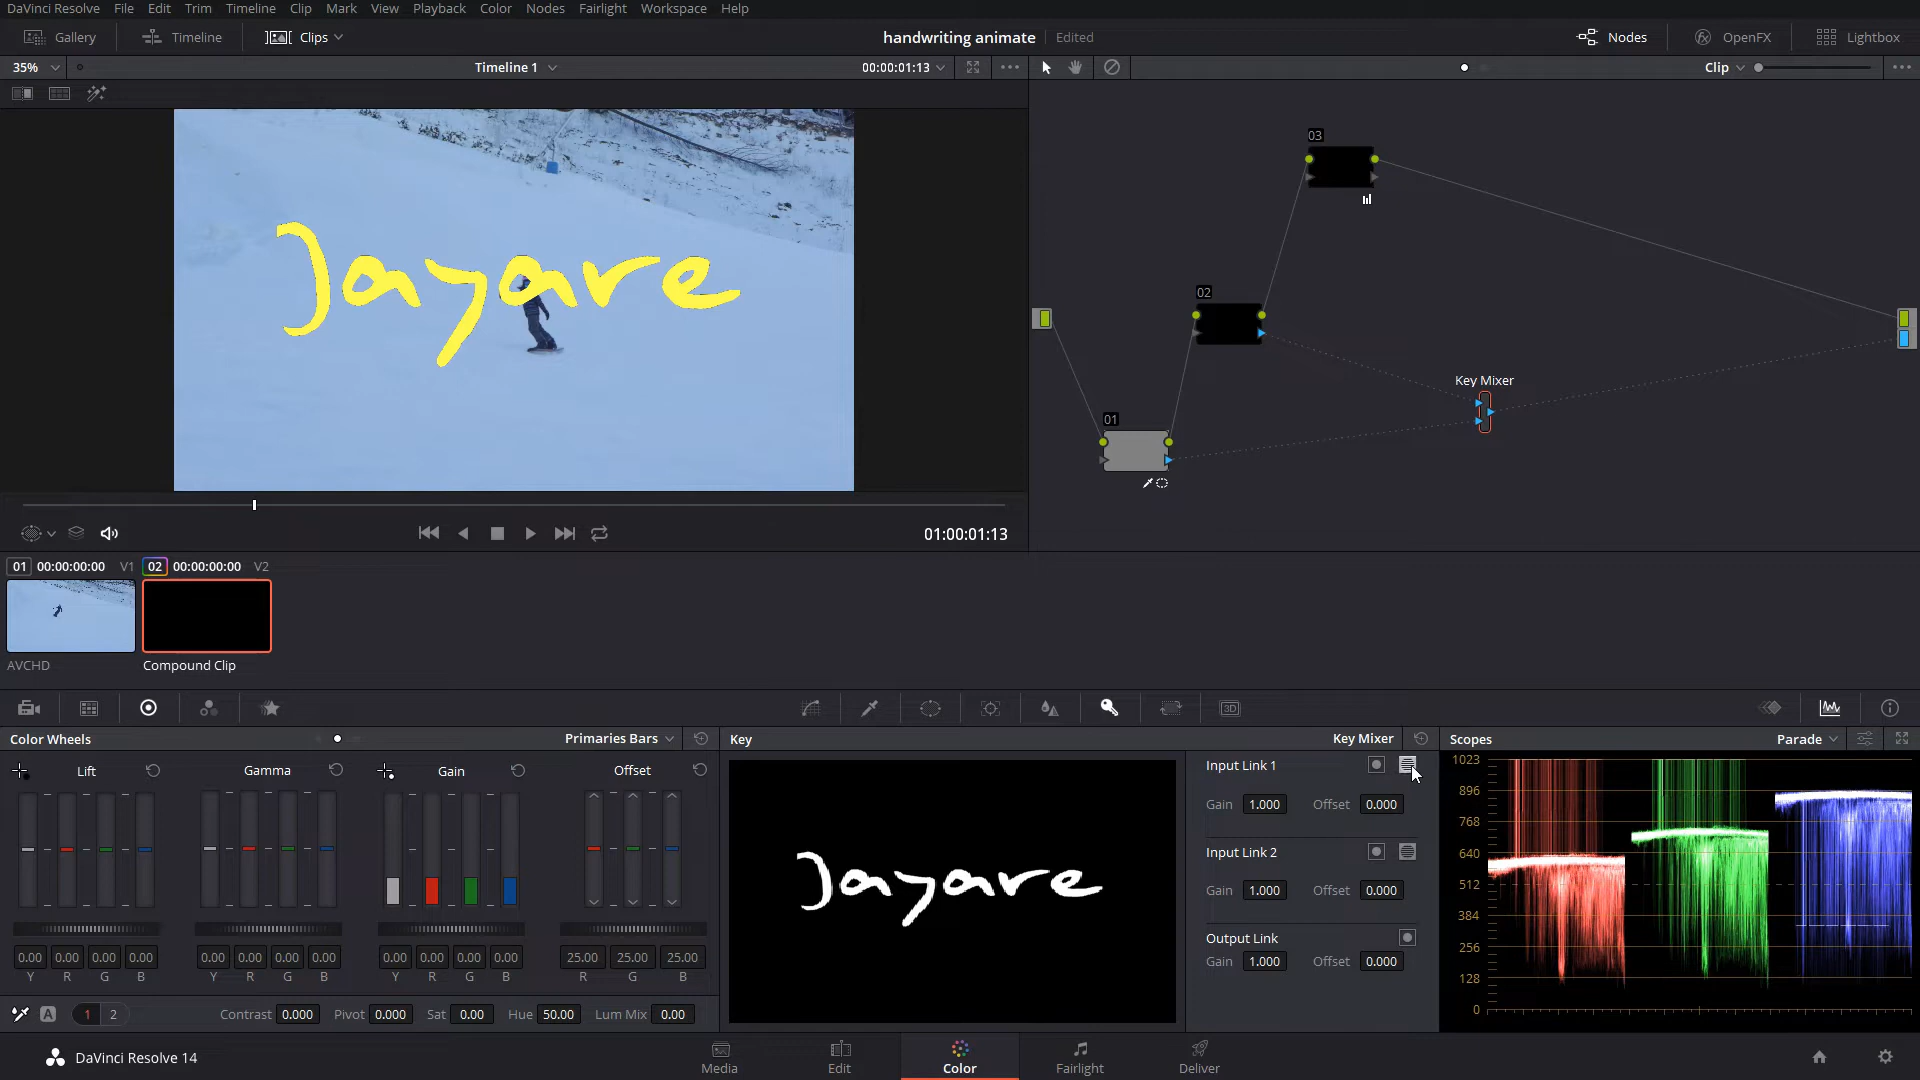 DaVinci Resolve File Edit Trim Timeline Clip Mark View Playback Color Nodes Fairlight Workspace Help
Gallery Timeline Clips handwriting animate Edited Nodes OpenFX Lightbox
35% Timeline 1 00:00:01:13 Clip
03
02
Key Mixer
01
Jayare
01:00:01:13
01 00:00:00:00 V1 02 00:00:00:00 V2
AVCHD Compound Clip
3D
Color Wheels Primaries Bars Key Key Mixer Scopes Parade
Lift Gamma Gain Offset
0.00 0.00 0.00 0.00 0.00 0.00 0.00 0.00 0.00 0.00 0.00 0.00 25.00 25.00 25.00
Y R G B Y R G B Y R G B R G B
A 1 2 Contrast 0.000 Pivot 0.000 Sat 0.00 Hue 50.00 Lum Mix 0.00
Jayare
Input Link 1
Gain 1.000 Offset 0.000
Input Link 2
Gain 1.000 Offset 0.000
Output Link
Gain 1.000 Offset 0.000
1023
896
768
640
512
384
256
128
0
DaVinci Resolve 14 Media Edit Color Fairlight Deliver